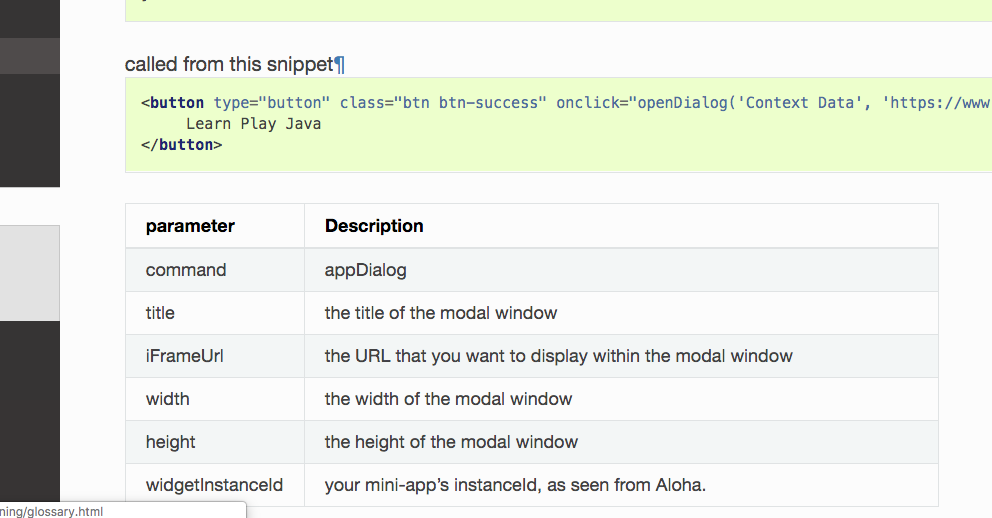 called from this snippet¶
<button type="button" class="btn btn-success" onclick="openDialog('Context Data', 'https://www
Learn Play Java
</button>
parameter Description
command appDialog
title the title of the modal window
iFrameUrl the URL that you want to display within the modal window
width the width of the modal window
height the height of the modal window
widgetInstanceId your mini-app’s instanceId, as seen from Aloha.
ning/glossary.html